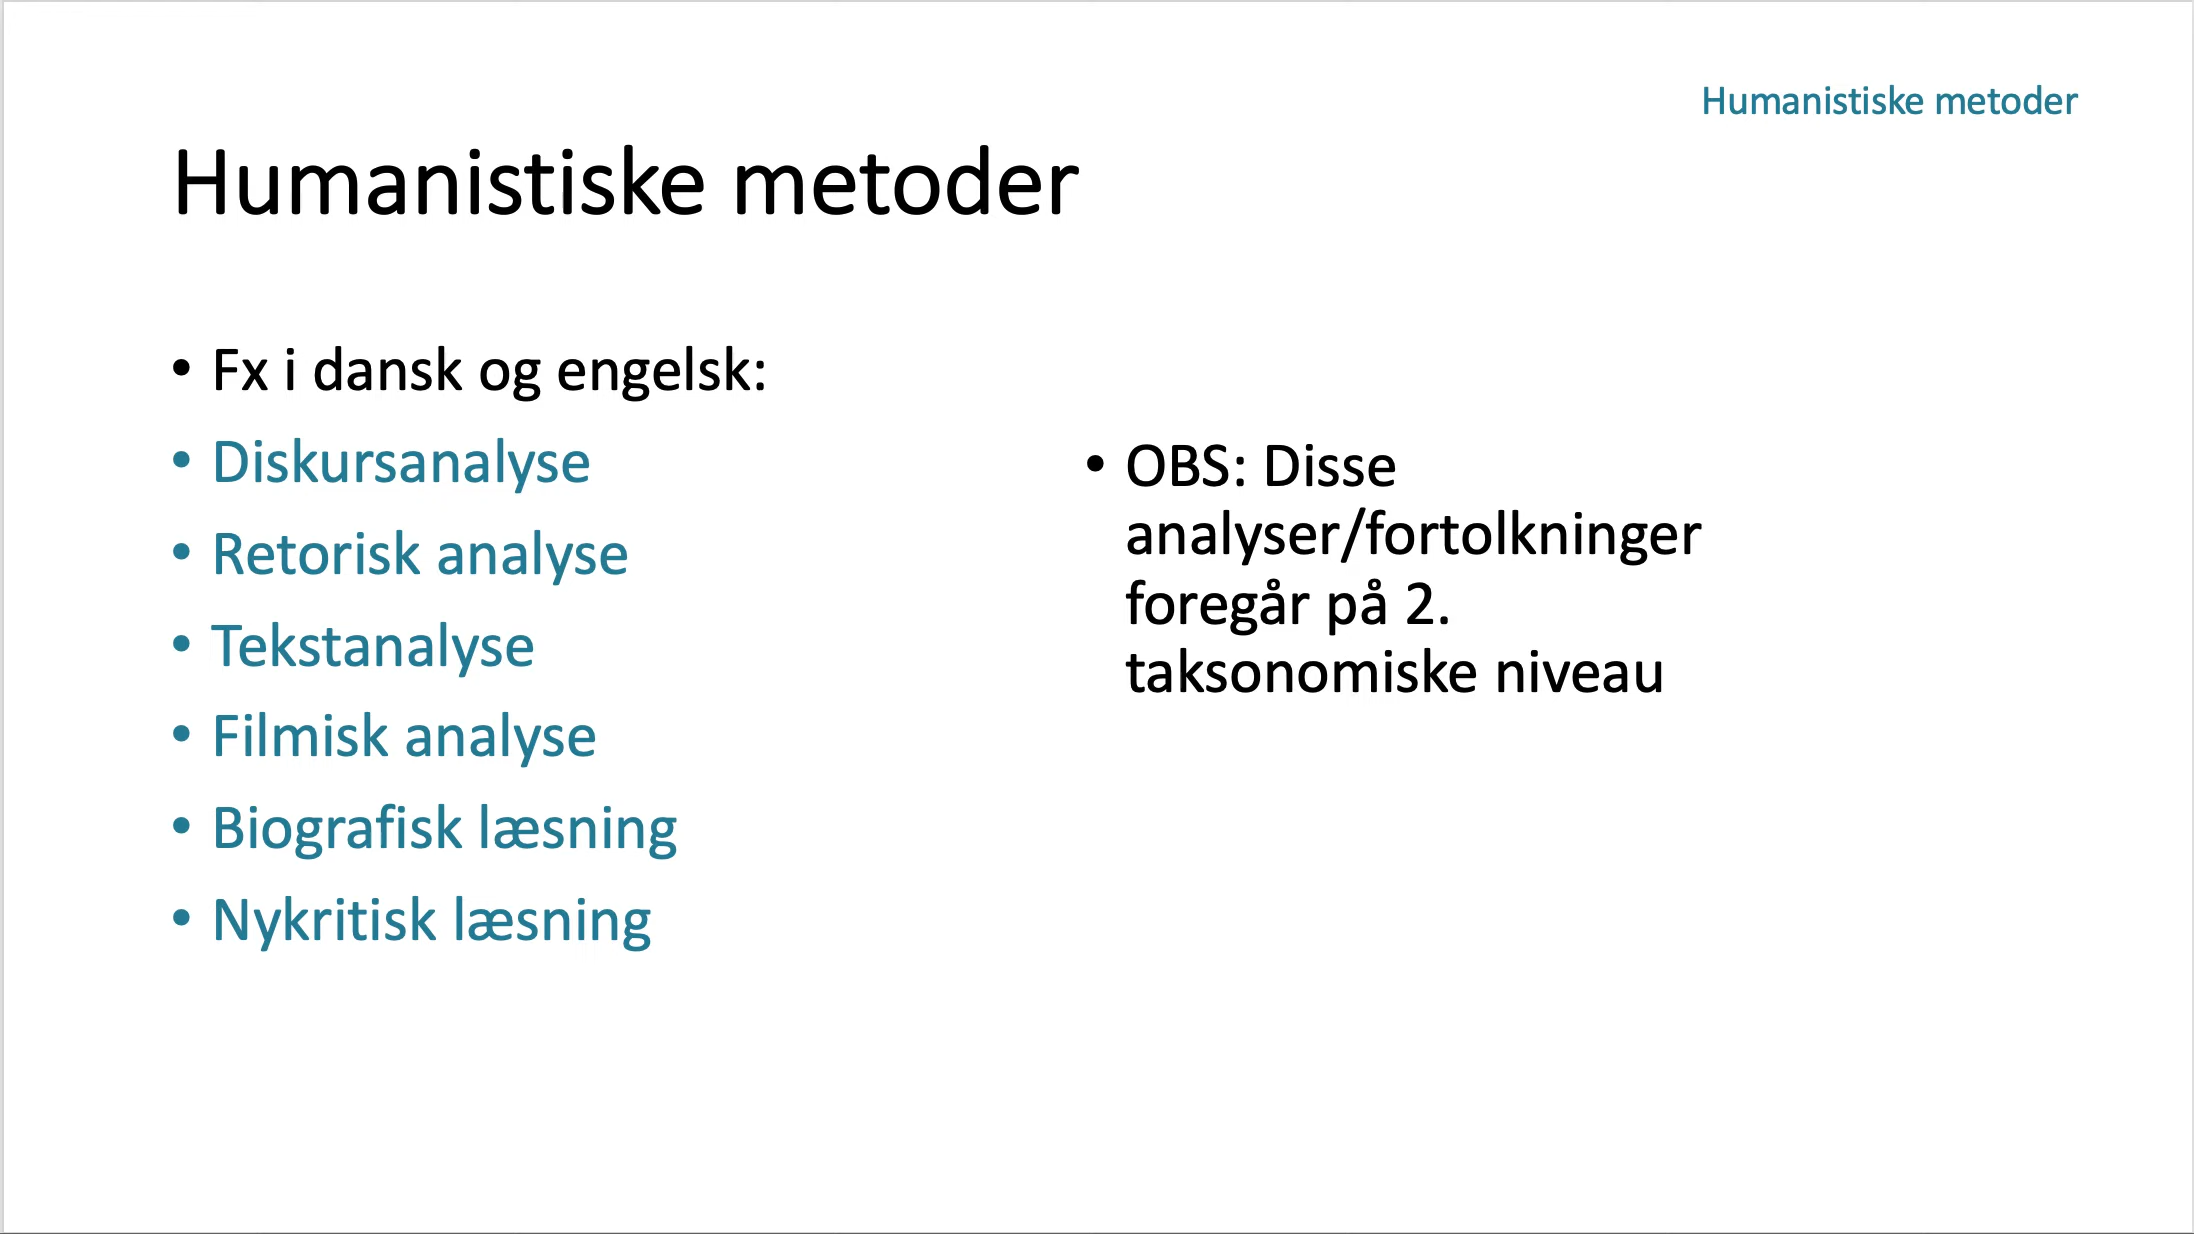 Humanistiske metoder
Humanistiske metoder
• Fx i dansk og engelsk:
• Diskursanalyse
• Retorisk analyse
• Tekstanalyse
• Filmisk analyse
• Biografisk læsning
• Nykritisk læsning
• OBS: Disse
analyser/fortolkninger
foregår på 2.
taksonomiske niveau